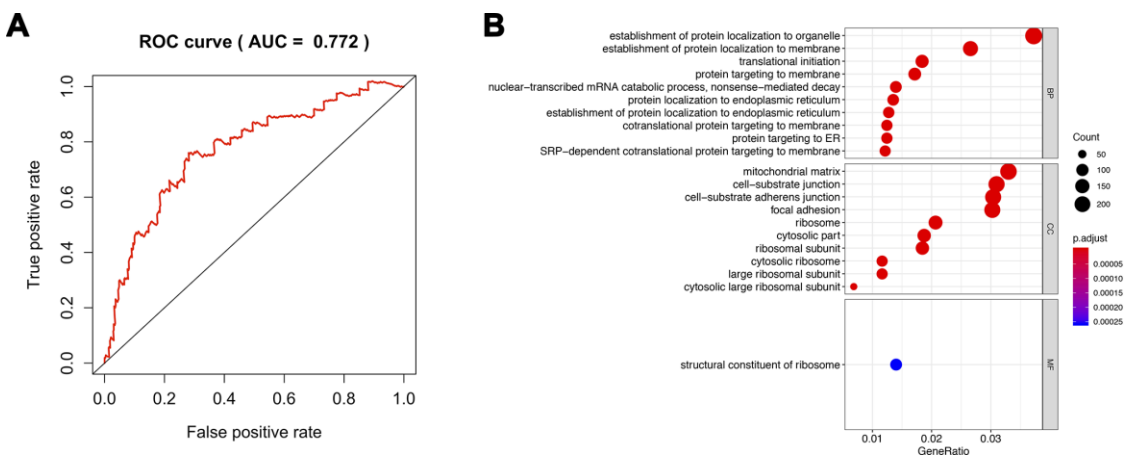 A
ROC curve ( AUC =  0.772 )
True positive rate
1.0
0.8
0.6
0.4
0.2
0.0
0.0 0.2 0.4 0.6 0.8 1.0
False positive rate
B
establishment of protein localization to organelle
establishment of protein localization to membrane
translational initiation
protein targeting to membrane
nuclear-transcribed mRNA catabolic process, nonsense-mediated decay
protein localization to endoplasmic reticulum
establishment of protein localization to endoplasmic reticulum
cotranslational protein targeting to membrane
protein targeting to ER
SRP-dependent cotranslational protein targeting to membrane
BP
mitochondrial matrix
cell-substrate junction
cell-substrate adherens junction
focal adhesion
ribosome
cytosolic part
ribosomal subunit
cytosolic ribosome
large ribosomal subunit
cytosolic large ribosomal subunit
CC
structural constituent of ribosome
MF
0.01 0.02 0.03
GeneRatio
Count
50
100
150
200
p.adjust
0.00005
0.00010
0.00015
0.00020
0.00025